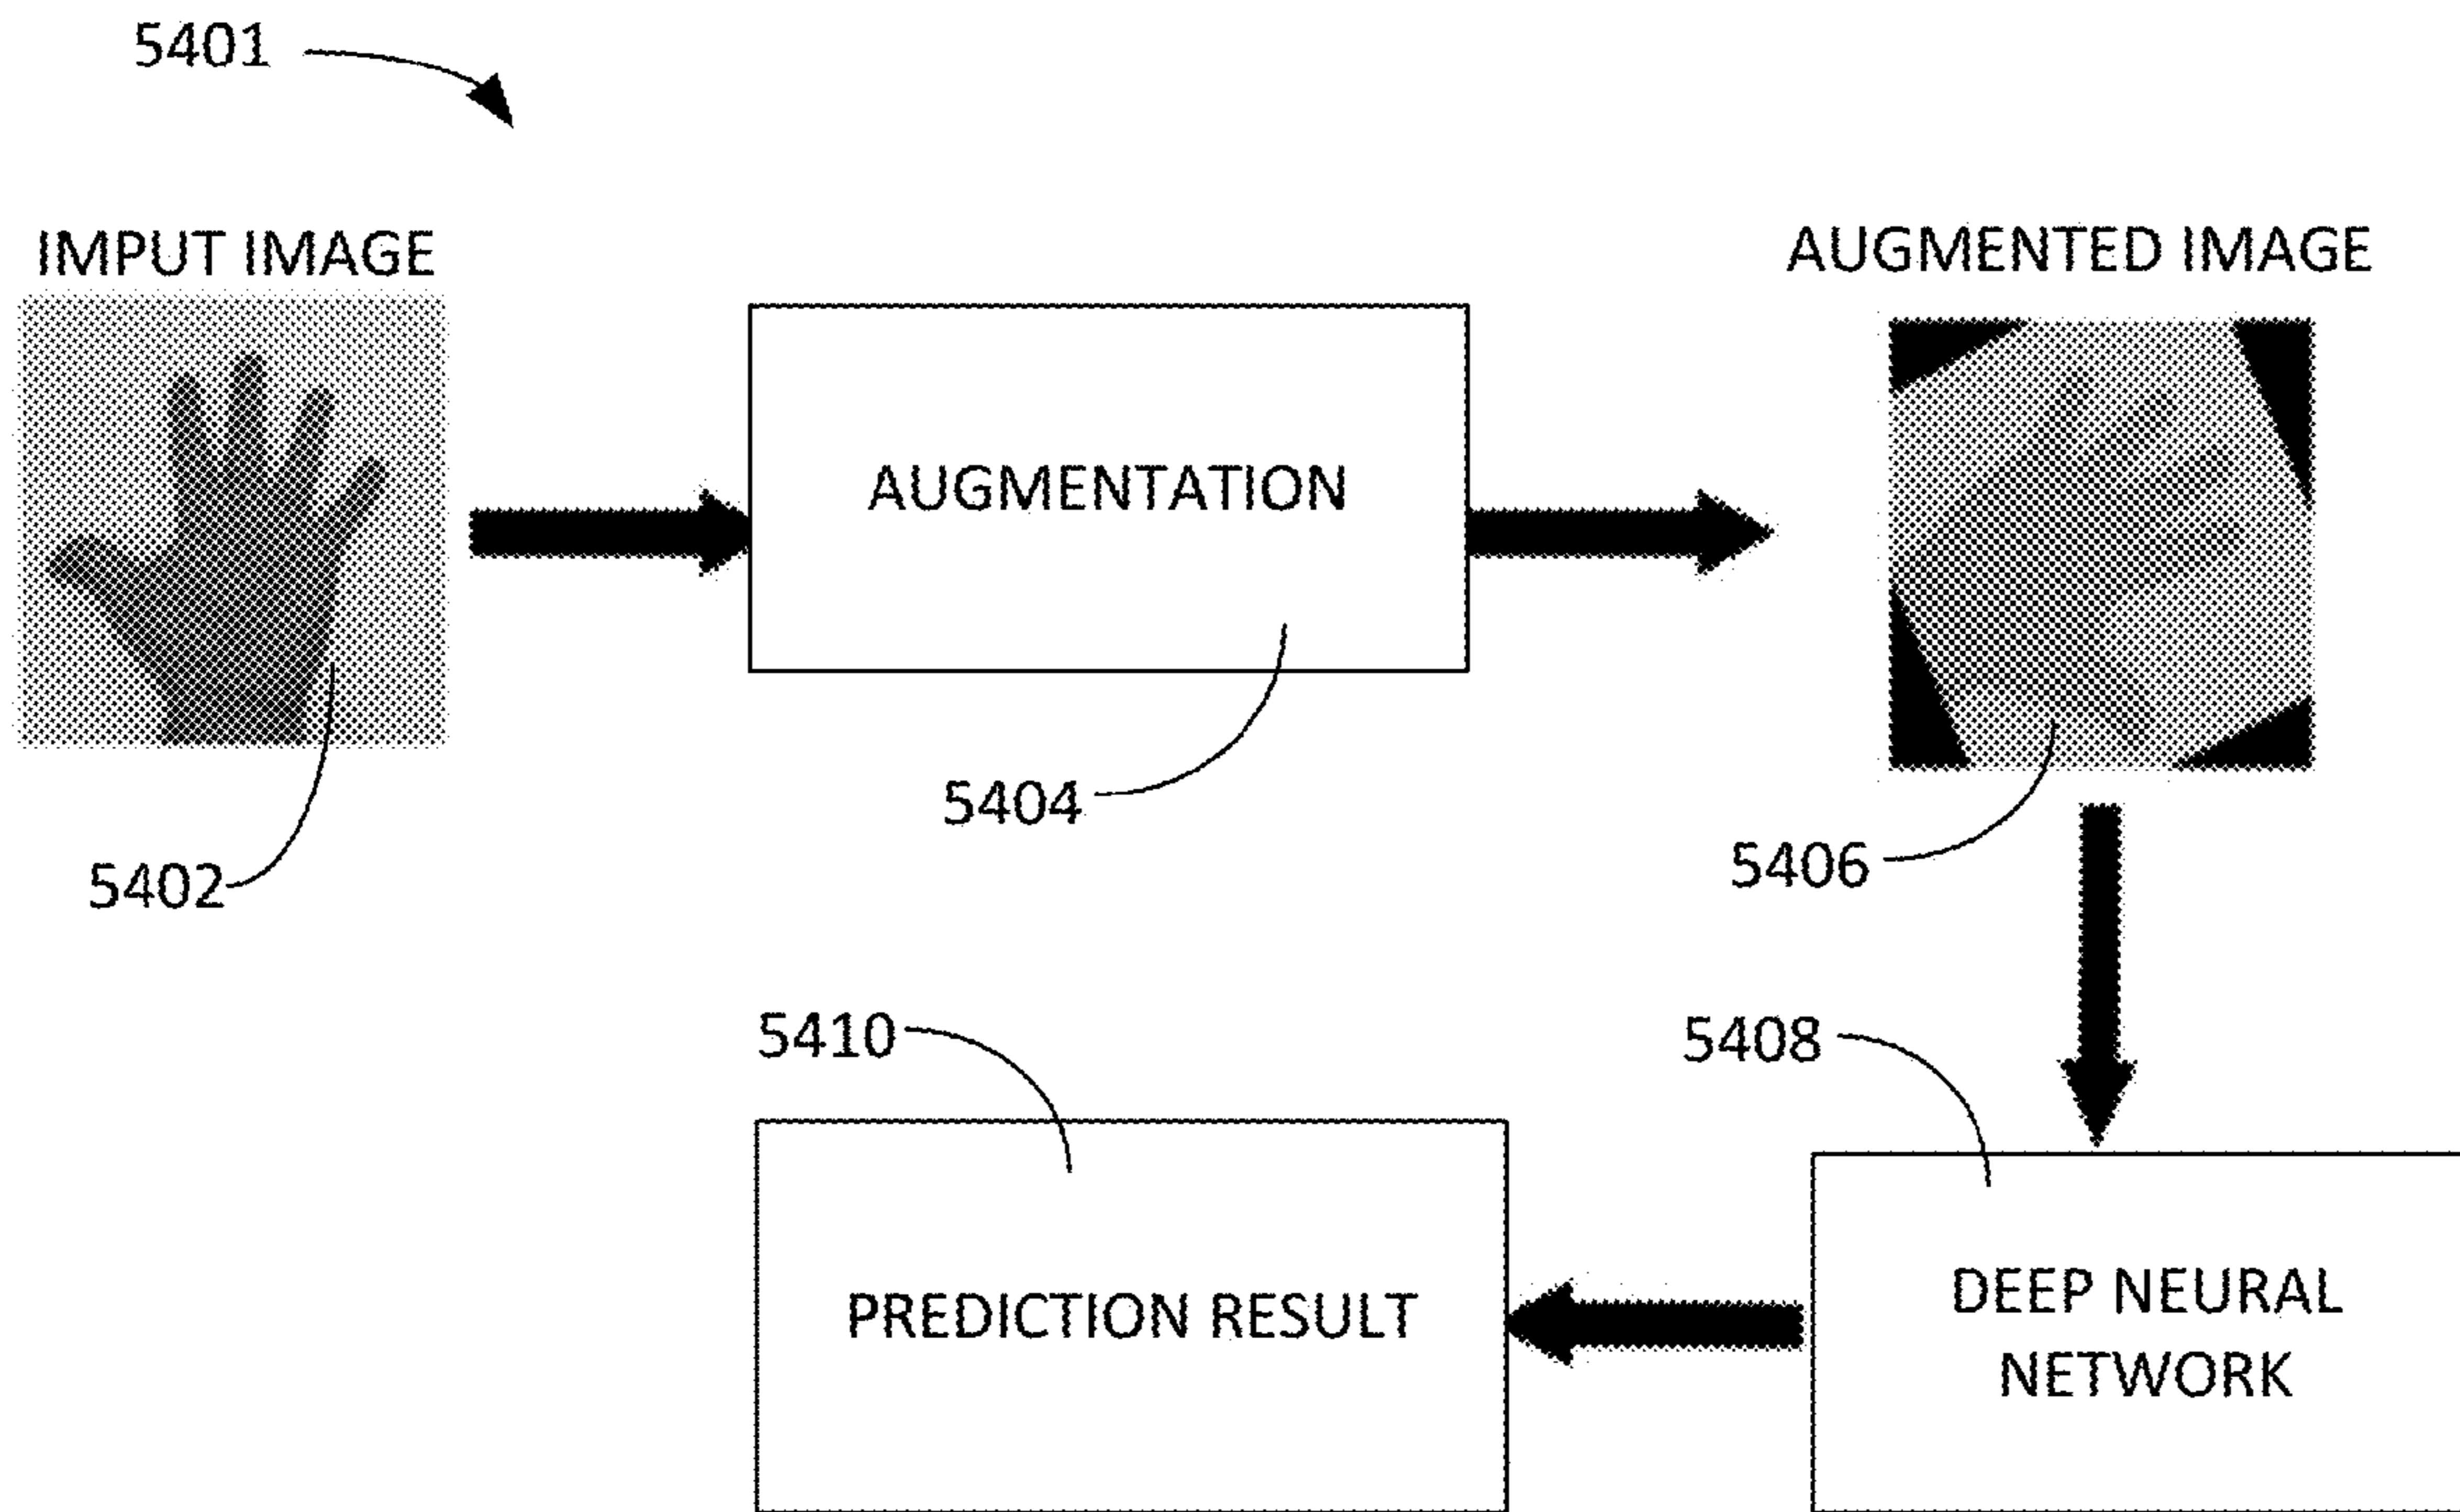 5401
IMPUT IMAGE
AUGMENTED IMAGE
AUGMENTATION
5404
5402
5406
5410
5408
PREDICTION RESULT
DEEP NEURAL
NETWORK